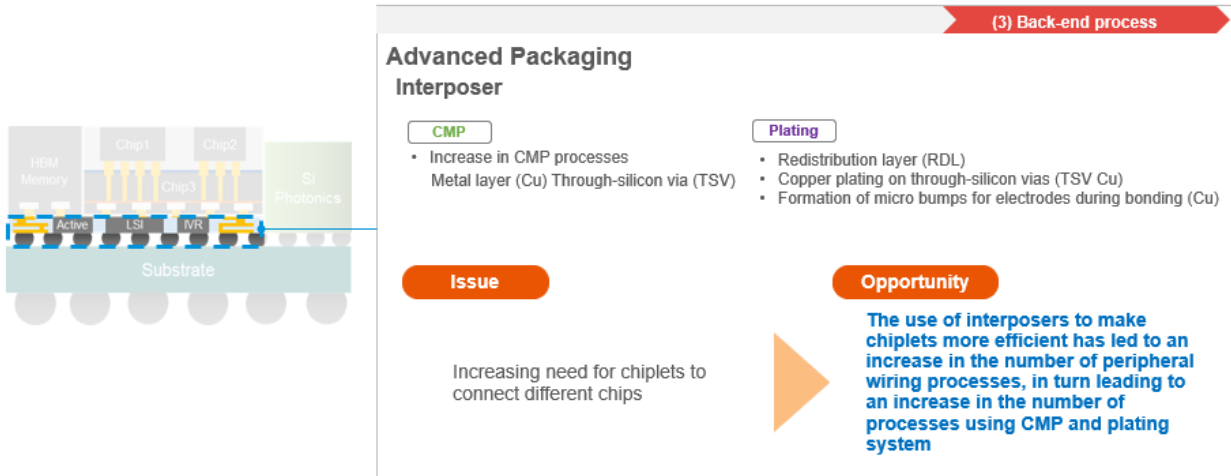 (3) Back-end process
Advanced Packaging
Interposer
CMP
• Increase in CMP processes
Metal layer (Cu) Through-silicon via (TSV)
Plating
• Redistribution layer (RDL)
• Copper plating on through-silicon vias (TSV Cu)
• Formation of micro bumps for electrodes during bonding (Cu)
HBM
Memory
Chip1
Chip2
Chip3
Si
Photonics
Active
LSI
IVR
Substrate
Issue
Increasing need for chiplets to
connect different chips
Opportunity
The use of interposers to make
chiplets more efficient has led to an
increase in the number of peripheral
wiring processes, in turn leading to
an increase in the number of
processes using CMP and plating
system